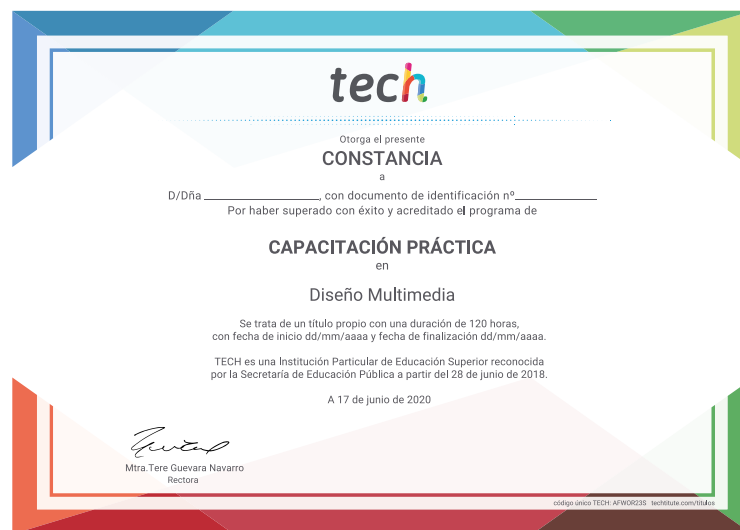 tech
Otorga el presente
CONSTANCIA
a
D/Dña ____________________, con documento de identificación nº______________
Por haber superado con éxito y acreditado el programa de
CAPACITACIÓN PRÁCTICA
en
Diseño Multimedia
Se trata de un título propio con una duración de 120 horas,
con fecha de inicio dd/mm/aaaa y fecha de finalización dd/mm/aaaa.
TECH es una Institución Particular de Educación Superior reconocida
por la Secretaría de Educación Pública a partir del 28 de junio de 2018.
A 17 de junio de 2020
Mtra.Tere Guevara Navarro
Rectora
código único TECH: AFWOR23S techtitute.com/titulos